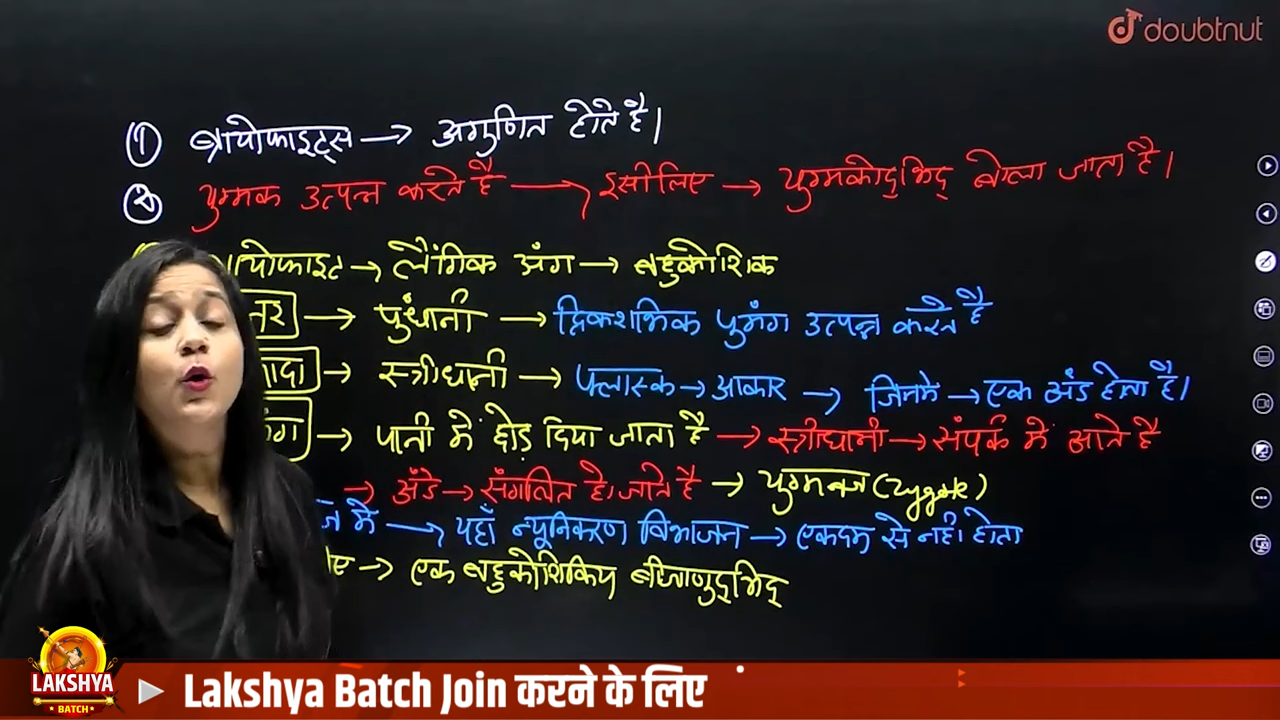 doubtnut
① ब्रायोफाइट्स → अगुणित होते है।
② युग्मक उत्पन्न करते है → इसीलिए → युग्मकोद्भिद् बोला जाता है।
ब्रायोफाइट → लैंगिक अंग → बहुकोशिक
नर → पुंधानी → द्विकशाभिक पुमंग उत्पन्न करते है
मादा → स्त्रीधानी → फ्लास्क → आकार → जिनमे → एक अंड होता है।
→ पानी में छोड़ दिया जाता है → स्त्रीधानी → संपर्क में आते है
→ अंडे → संगलित हो जाते है → युग्मनज (zygote)
में → यहाँ न्यूनिकरण विभाजन → एकदम से नही होता
→ एक बहुकोशिकिय बीजाणुद्भिद्
LAKSHYA
BATCH
Lakshya Batch Join करने के लिए